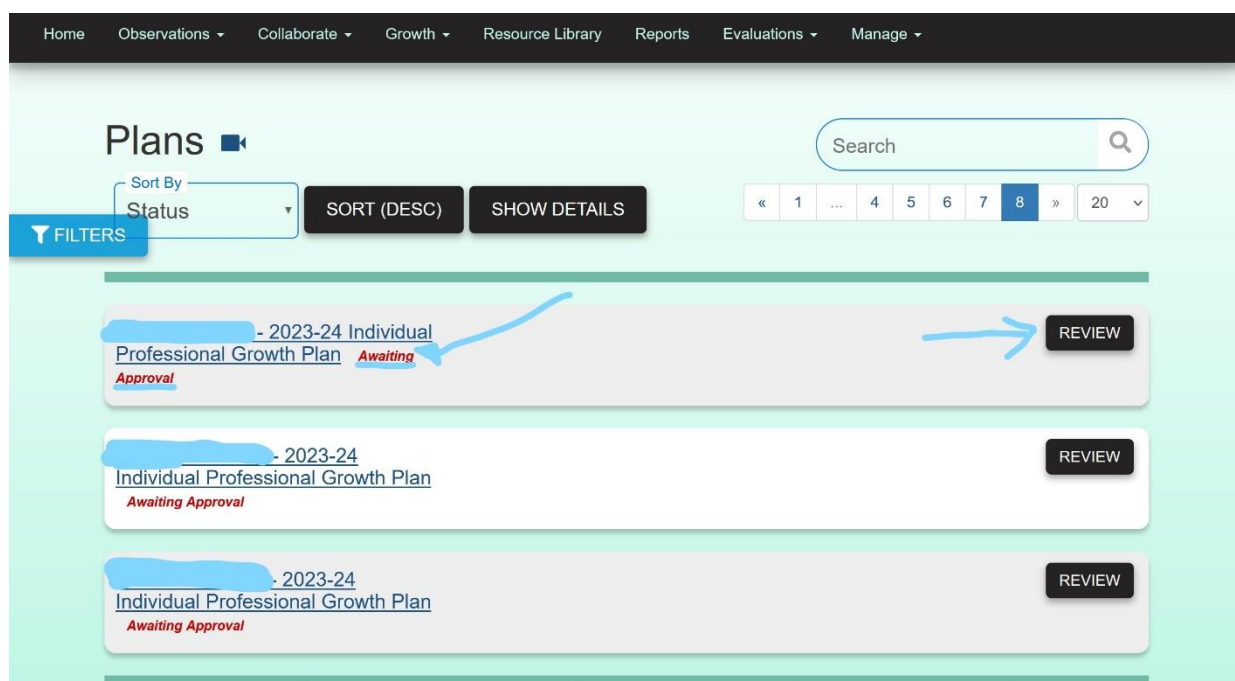 Home Observations Collaborate Growth Resource Library Reports Evaluations Manage
Plans
Search
Sort By
Status
SORT (DESC)
SHOW DETAILS
« 1 ... 4 5 6 7 8 » 20
FILTERS
- 2023-24 Individual
Professional Growth Plan Awaiting
Approval
REVIEW
- 2023-24
Individual Professional Growth Plan
Awaiting Approval
REVIEW
- 2023-24
Individual Professional Growth Plan
Awaiting Approval
REVIEW